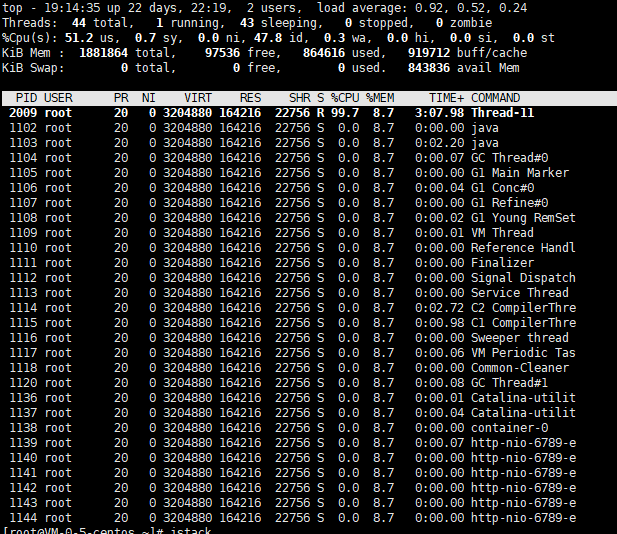 top - 19:14:35 up 22 days, 22:19,  2 users,  load average: 0.92, 0.52, 0.24
Threads:  44 total,   1 running,  43 sleeping,   0 stopped,   0 zombie
%Cpu(s): 51.2 us,  0.7 sy,  0.0 ni, 47.8 id,  0.3 wa,  0.0 hi,  0.0 si,  0.0 st
KiB Mem :  1881864 total,    97536 free,   864616 used,   919712 buff/cache
KiB Swap:        0 total,        0 free,        0 used.   843836 avail Mem
PID USER      PR  NI    VIRT    RES    SHR S %CPU %MEM     TIME+ COMMAND
2009 root      20   0 3204880 164216  22756 R 99.7  8.7   3:07.98 Thread-11
1102 root      20   0 3204880 164216  22756 S  0.0  8.7   0:00.00 java
1103 root      20   0 3204880 164216  22756 S  0.0  8.7   0:02.20 java
1104 root      20   0 3204880 164216  22756 S  0.0  8.7   0:00.07 GC Thread#0
1105 root      20   0 3204880 164216  22756 S  0.0  8.7   0:00.00 G1 Main Marker
1106 root      20   0 3204880 164216  22756 S  0.0  8.7   0:00.04 G1 Conc#0
1107 root      20   0 3204880 164216  22756 S  0.0  8.7   0:00.00 G1 Refine#0
1108 root      20   0 3204880 164216  22756 S  0.0  8.7   0:00.02 G1 Young RemSet
1109 root      20   0 3204880 164216  22756 S  0.0  8.7   0:00.01 VM Thread
1110 root      20   0 3204880 164216  22756 S  0.0  8.7   0:00.00 Reference Handl
1111 root      20   0 3204880 164216  22756 S  0.0  8.7   0:00.00 Finalizer
1112 root      20   0 3204880 164216  22756 S  0.0  8.7   0:00.00 Signal Dispatch
1113 root      20   0 3204880 164216  22756 S  0.0  8.7   0:00.00 Service Thread
1114 root      20   0 3204880 164216  22756 S  0.0  8.7   0:02.72 C2 CompilerThre
1115 root      20   0 3204880 164216  22756 S  0.0  8.7   0:00.98 C1 CompilerThre
1116 root      20   0 3204880 164216  22756 S  0.0  8.7   0:00.00 Sweeper thread
1117 root      20   0 3204880 164216  22756 S  0.0  8.7   0:00.06 VM Periodic Tas
1118 root      20   0 3204880 164216  22756 S  0.0  8.7   0:00.00 Common-Cleaner
1120 root      20   0 3204880 164216  22756 S  0.0  8.7   0:00.08 GC Thread#1
1136 root      20   0 3204880 164216  22756 S  0.0  8.7   0:00.01 Catalina-utilit
1137 root      20   0 3204880 164216  22756 S  0.0  8.7   0:00.04 Catalina-utilit
1138 root      20   0 3204880 164216  22756 S  0.0  8.7   0:00.00 container-0
1139 root      20   0 3204880 164216  22756 S  0.0  8.7   0:00.07 http-nio-6789-e
1140 root      20   0 3204880 164216  22756 S  0.0  8.7   0:00.00 http-nio-6789-e
1141 root      20   0 3204880 164216  22756 S  0.0  8.7   0:00.00 http-nio-6789-e
1142 root      20   0 3204880 164216  22756 S  0.0  8.7   0:00.00 http-nio-6789-e
1143 root      20   0 3204880 164216  22756 S  0.0  8.7   0:00.00 http-nio-6789-e
1144 root      20   0 3204880 164216  22756 S  0.0  8.7   0:00.00 http-nio-6789-e
[root@VM-0-5-centos ~]# jstack